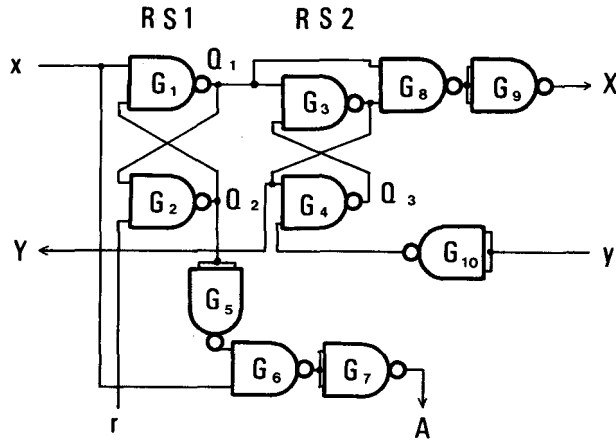 RS1 RS2
x G₁ Q₁ G₃ G₈ G₉ X
G₂ Q₂ G₄ Q₃
Y G₅ G₁₀ y
G₆ G₇
r A